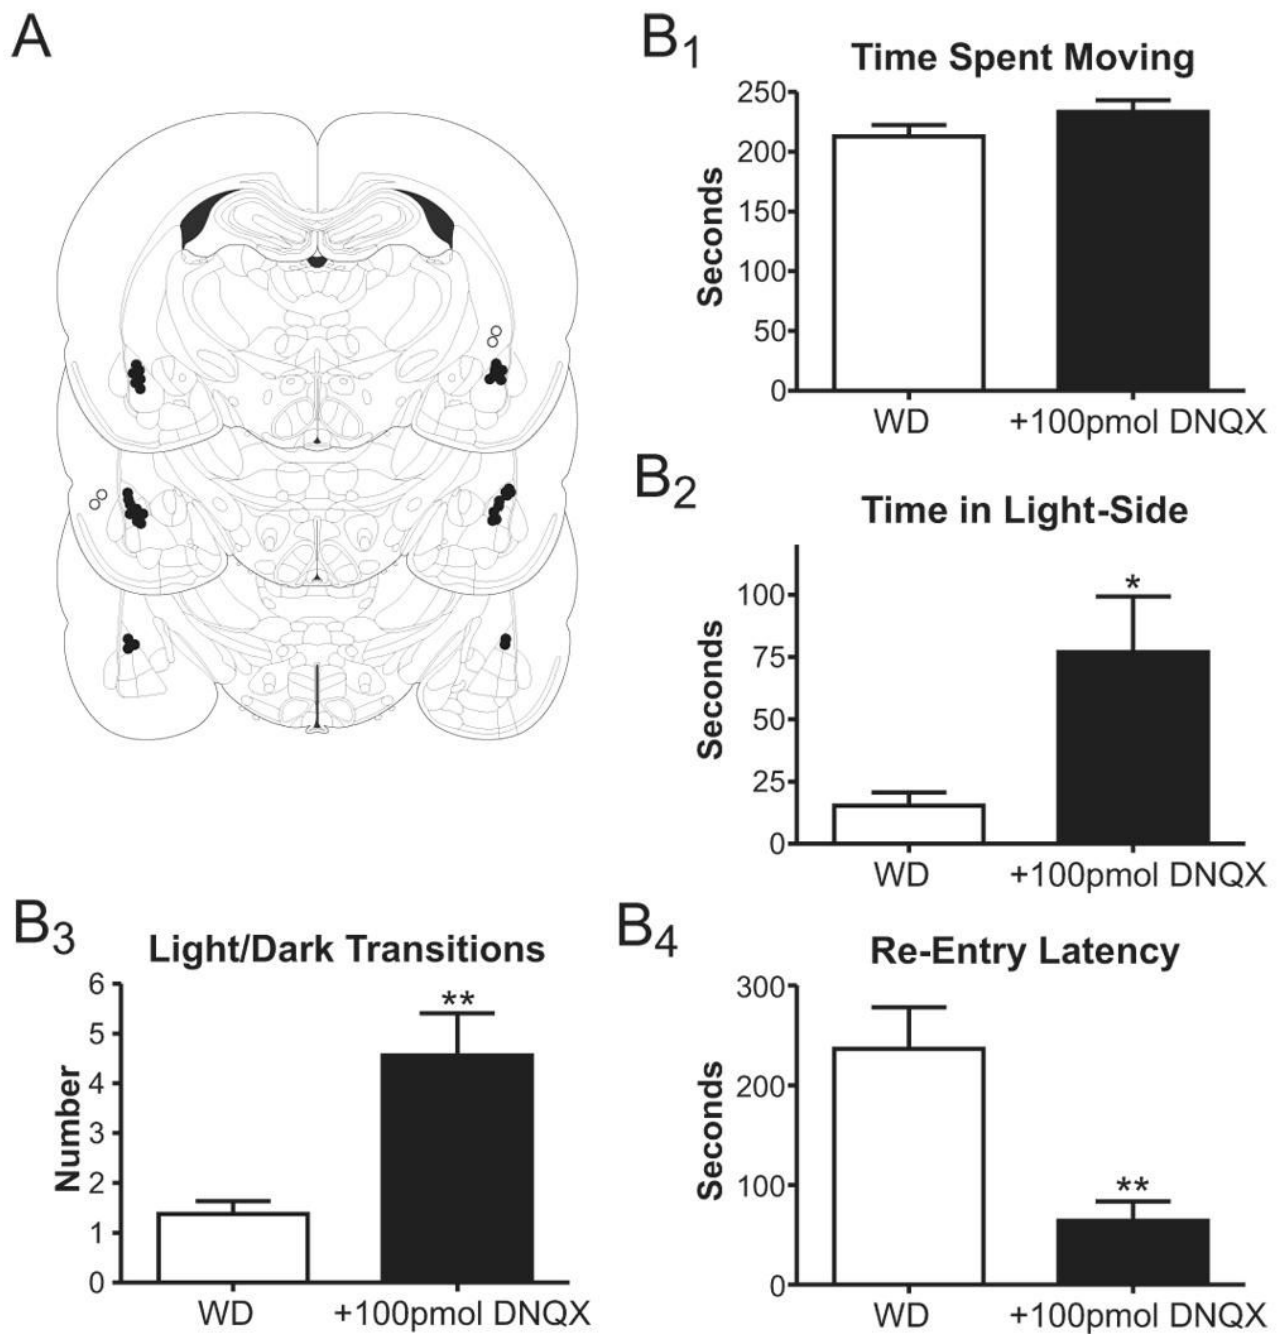 A
B1
Time Spent Moving
250
200
150
100
50
0
Seconds
WD
+100pmol DNQX
B2
Time in Light-Side
100
75
50
25
0
Seconds
*
WD
+100pmol DNQX
B3
Light/Dark Transitions
6
5
4
3
2
1
0
Number
**
WD
+100pmol DNQX
B4
Re-Entry Latency
300
200
100
0
Seconds
**
WD
+100pmol DNQX